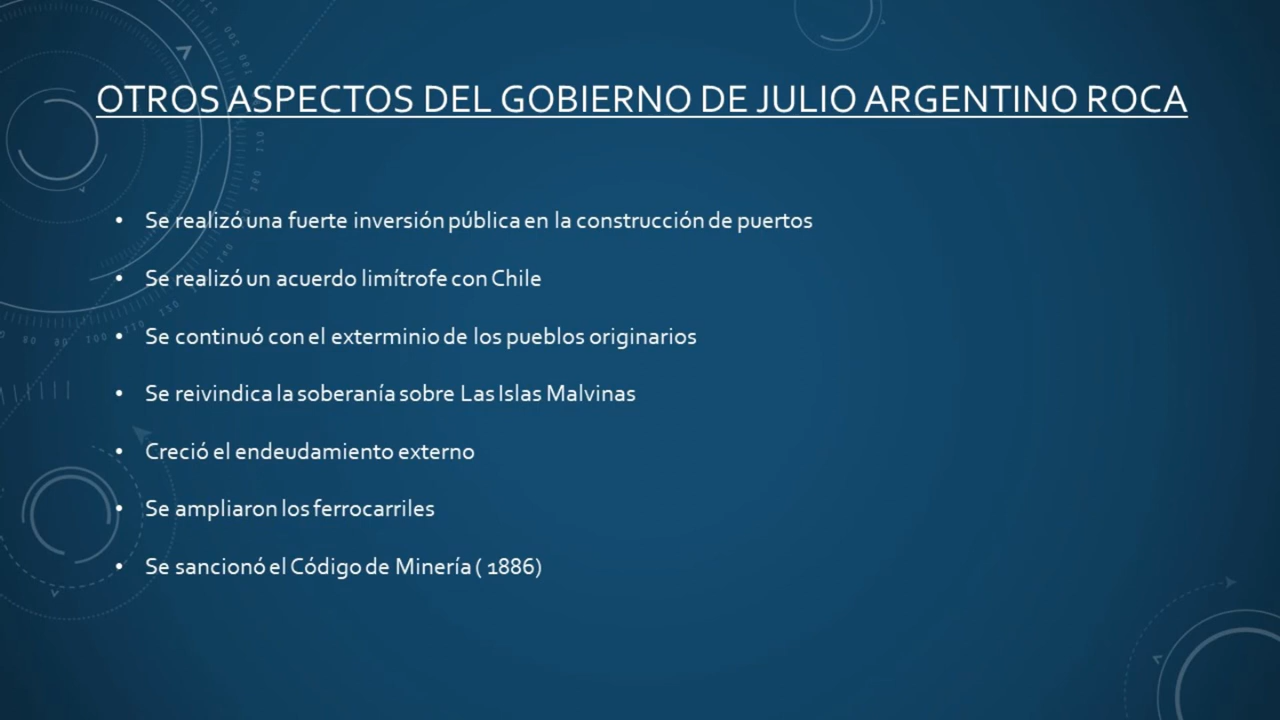 OTROS ASPECTOS DEL GOBIERNO DE JULIO ARGENTINO ROCA
• Se realizó una fuerte inversión pública en la construcción de puertos
• Se realizó un acuerdo limítrofe con Chile
• Se continuó con el exterminio de los pueblos originarios
• Se reivindica la soberanía sobre Las Islas Malvinas
• Creció el endeudamiento externo
• Se ampliaron los ferrocarriles
• Se sancionó el Código de Minería ( 1886)